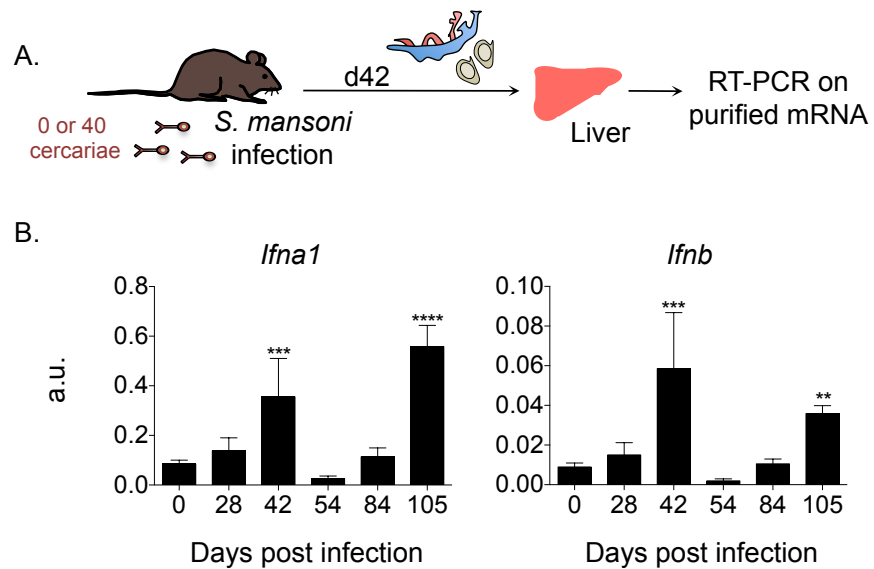 A.
d42
0 or 40
cercariae
S. mansoni
infection
Liver
RT-PCR on
purified mRNA
B.
Ifna1
a.u.
0.8
0.6
0.4
0.2
0.0
***
****
0 28 42 54 84 105
Days post infection
Ifnb
0.10
0.08
0.06
0.04
0.02
0.00
***
**
0 28 42 54 84 105
Days post infection